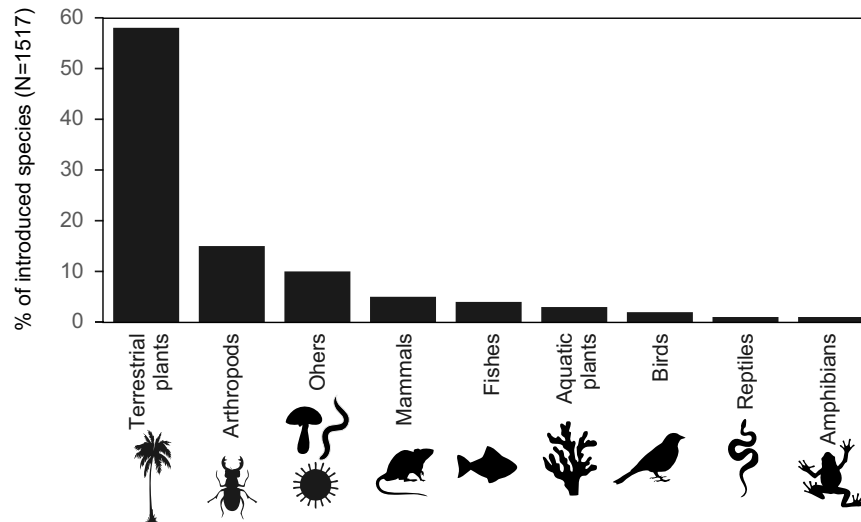 % of introduced species (N=1517)
60
50
40
30
20
10
0
Terrestrial
plants
Arthropods
Ohers
Mammals
Fishes
Aquatic
plants
Birds
Reptiles
Amphibians